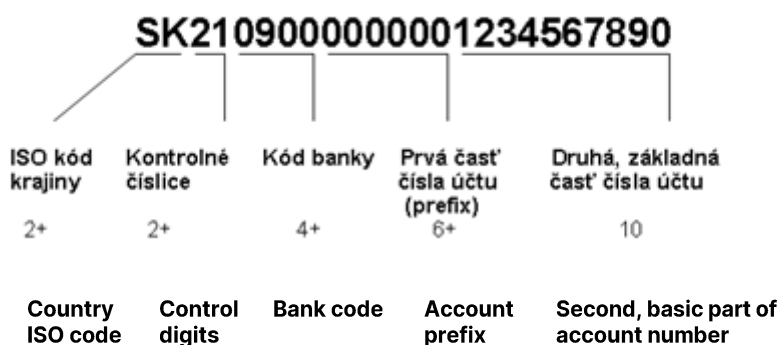 SK2109000000001234567890
ISO kód krajiny
Kontrolné číslice
Kód banky
Prvá časť čísla účtu (prefix)
Druhá, základná časť čísla účtu
2+ 2+ 4+ 6+ 10
Country ISO code
Control digits
Bank code
Account prefix
Second, basic part of account number